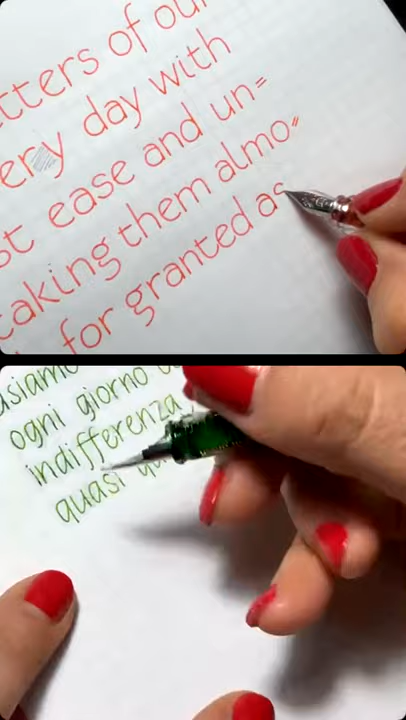 tters of our
ery day with
st ease and un=
taking them almo=
for granted as
usiamo
ogni giorno
indifferenza
quasi